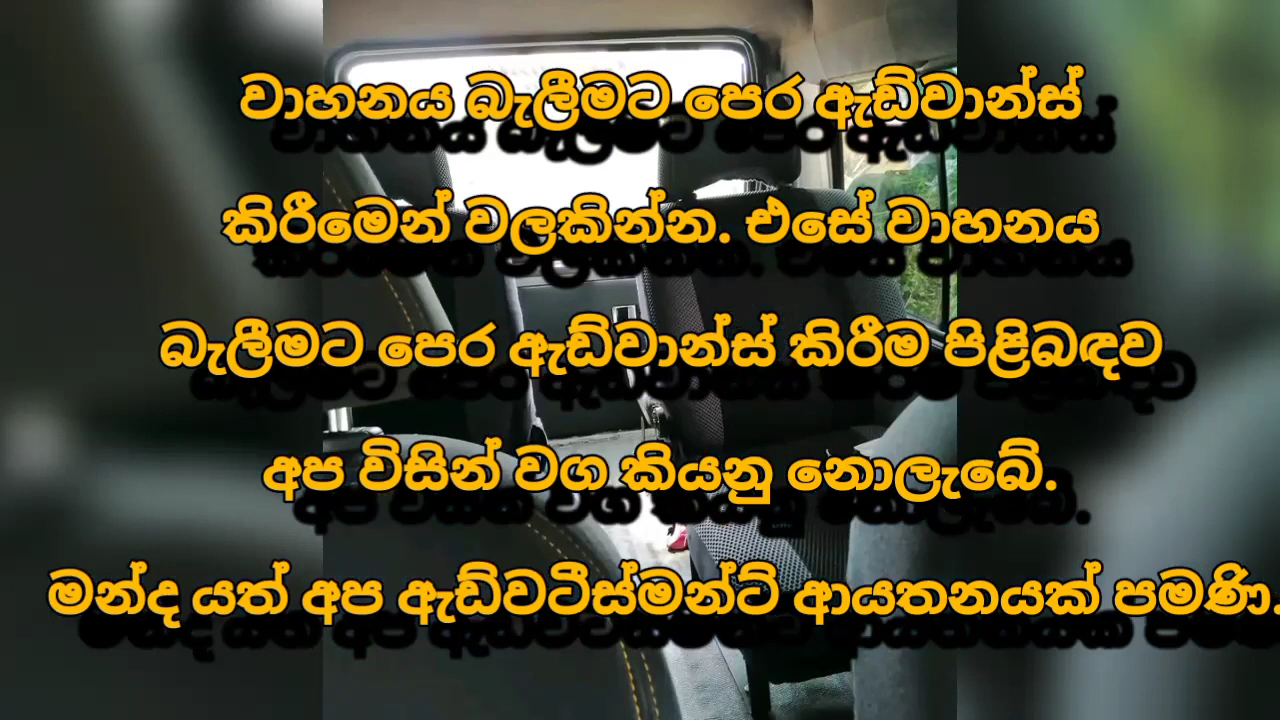 වාහනය බැලීමට පෙර ඇඩ්වාන්ස්
කිරීමෙන් වලකින්න. එසේ වාහනය
බැලීමට පෙර ඇඩ්වාන්ස් කිරීම පිළිබඳව
අප විසින් වග කියනු නොලැබේ.
මන්ද යත් අප ඇඩ්වටීස්මන්ට් ආයතනයක් පමණි.